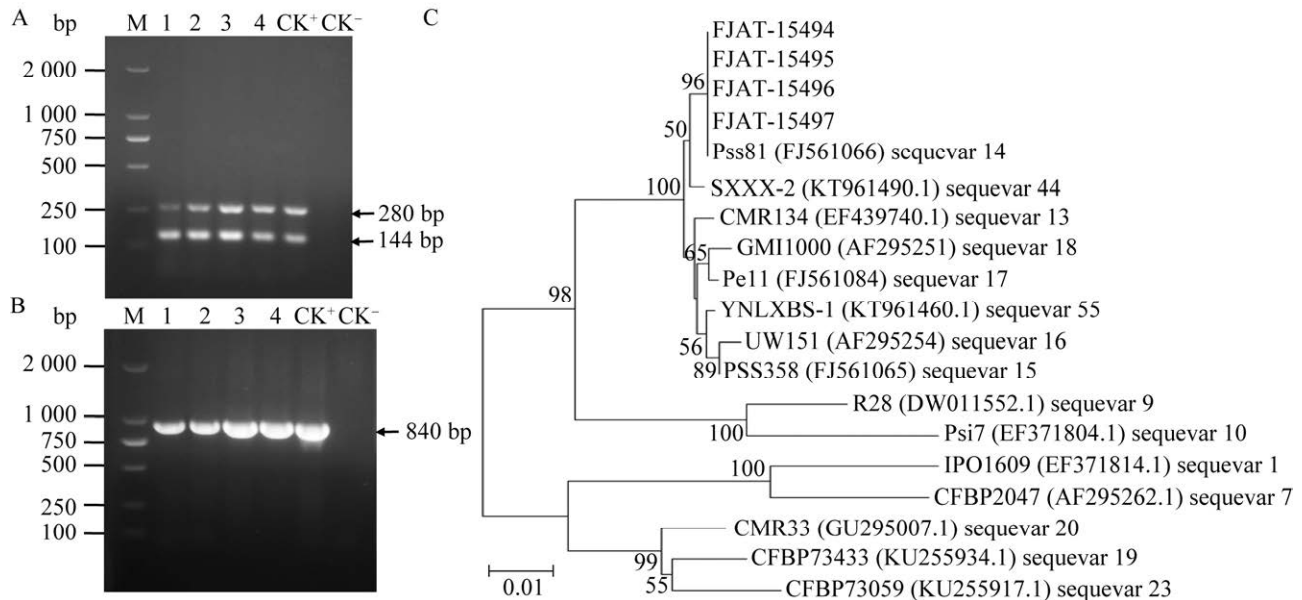 A
bp M 1 2 3 4 CK⁺ CK⁻
2 000
1 000
750
500
250
100
280 bp
144 bp
B
bp M 1 2 3 4 CK⁺ CK⁻
2 000
1 000
750
500
250
100
840 bp
C
FJAT-15494
FJAT-15495
96
FJAT-15496
FJAT-15497
50
Pss81 (FJ561066) sequevar 14
100
SXXX-2 (KT961490.1) sequevar 44
CMR134 (EF439740.1) sequevar 13
65
GMI1000 (AF295251) sequevar 18
Pe11 (FJ561084) sequevar 17
98
YNLXBS-1 (KT961460.1) sequevar 55
56
UW151 (AF295254) sequevar 16
89
PSS358 (FJ561065) sequevar 15
R28 (DW011552.1) sequevar 9
100
Psi7 (EF371804.1) sequevar 10
100
IPO1609 (EF371814.1) sequevar 1
CFBP2047 (AF295262.1) sequevar 7
CMR33 (GU295007.1) sequevar 20
99
CFBP73433 (KU255934.1) sequevar 19
55
CFBP73059 (KU255917.1) sequevar 23
0.01